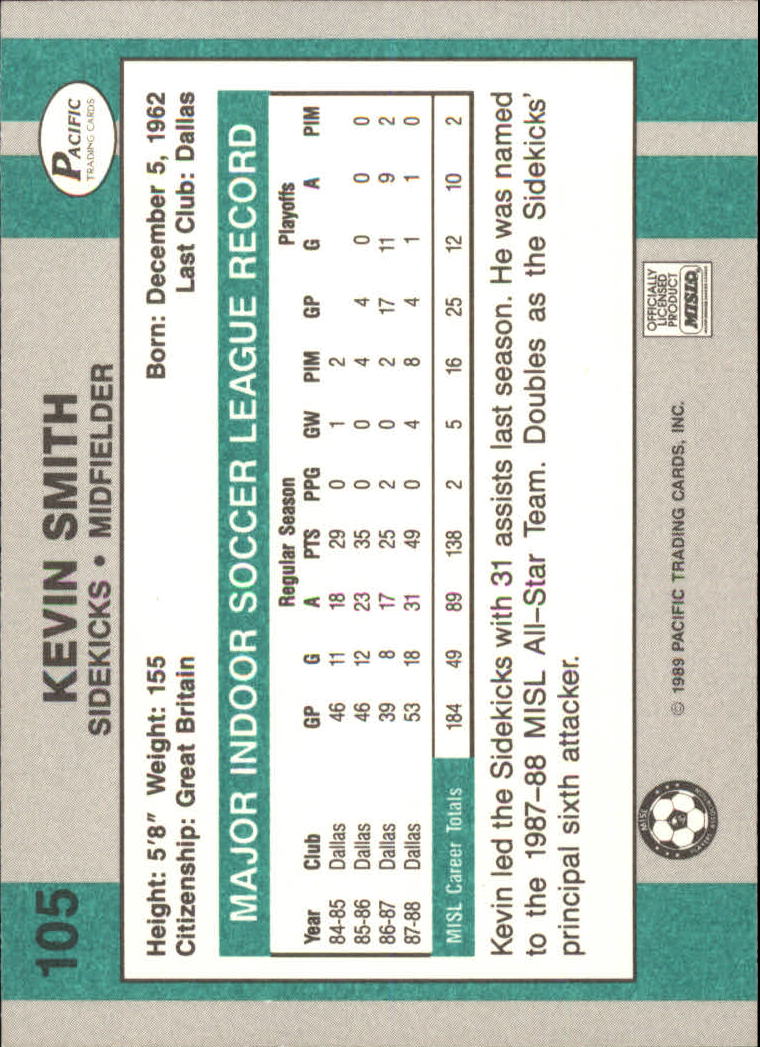 105
KEVIN SMITH
SIDEKICKS • MIDFIELDER
PACIFIC
TRADING CARDS
Height: 5'8" Weight: 155 Born: December 5, 1962
Citizenship: Great Britain Last Club: Dallas
MAJOR INDOOR SOCCER LEAGUE RECORD
Regular Season Playoffs
Year Club GP G A PTS PPG GW PIM GP G A PIM
84-85 Dallas 46 11 18 29 0 1 2
85-86 Dallas 46 12 23 35 0 0 4 4 0 0 0
86-87 Dallas 39 8 17 25 2 0 2 17 11 9 2
87-88 Dallas 53 18 31 49 0 4 8 4 1 1 0
MISL Career Totals 184 49 89 138 2 5 16 25 12 10 2
Kevin led the Sidekicks with 31 assists last season. He was named
to the 1987–88 MISL All–Star Team. Doubles as the Sidekicks'
principal sixth attacker.
MISL
© 1989 PACIFIC TRADING CARDS, INC.
OFFICIALLY
LICENSED
PRODUCT
MISL